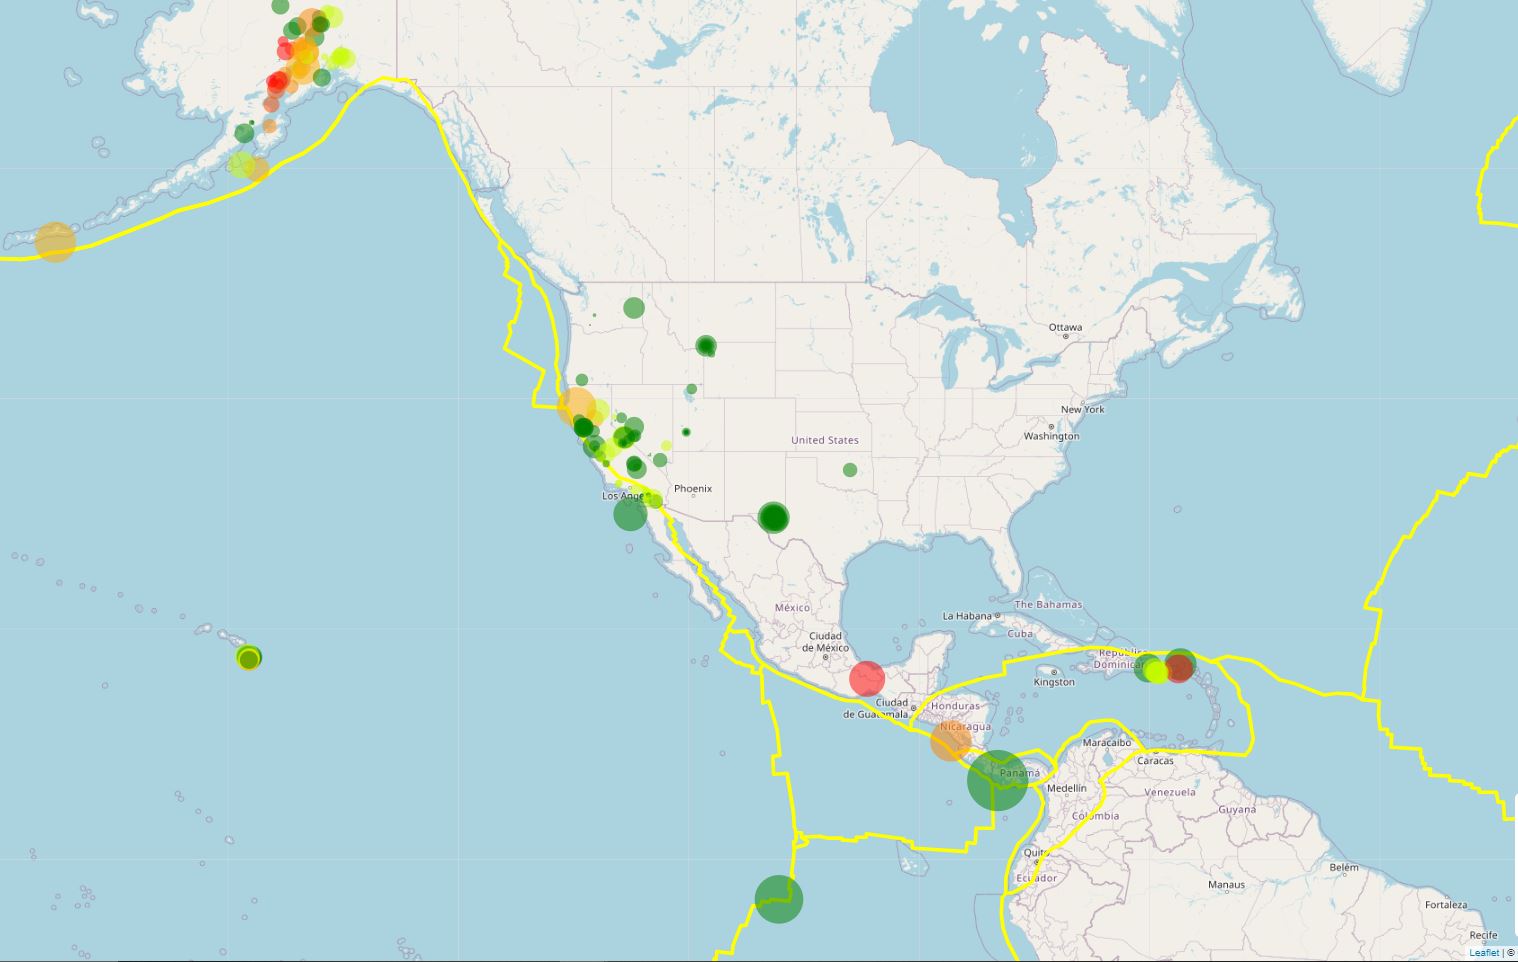 Ottawa
New York
Washington
United States
Phoenix
Los Ange
La Habana
The Bahamas
Cuba
México
Ciudad
de México
República
Dominicana
Kingston
Ciudad
de Guatemala
Honduras
Nicaragua
Maracaibo
Caracas
Panamá
Medellín
Venezuela
Guyana
Colombia
Quito
Ecuador
Manaus
Belém
Fortaleza
Recife
Leaflet | ©